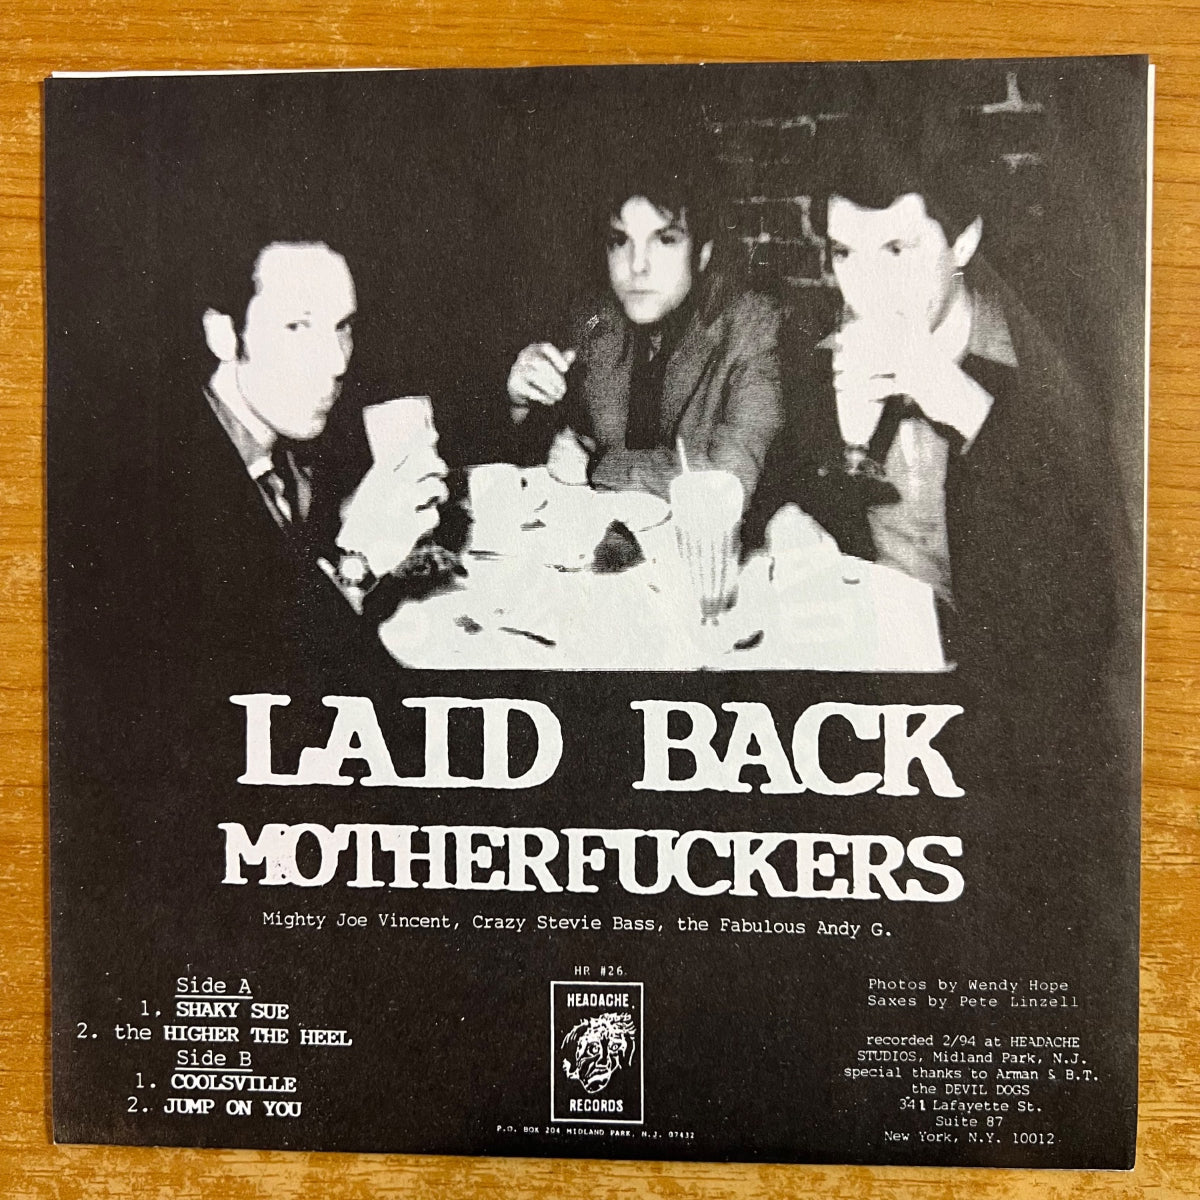 LAID BACK
MOTHERFUCKERS
Mighty Joe Vincent, Crazy Stevie Bass, the Fabulous Andy G.
Side A
1. SHAKY SUE
2. the HIGHER THE HEEL
Side B
1. COOLSVILLE
2. JUMP ON YOU
HR #26.
HEADACHE
RECORDS
P.O. BOX 204 MIDLAND PARK, N.J. 07432
Photos by Wendy Hope
Saxes by Pete Linzell
recorded 2/94 at HEADACHE
STUDIOS, Midland Park, N.J.
special thanks to Arman & B.T.
the DEVIL DOGS
341 Lafayette St.
Suite 87
New York, N.Y. 10012